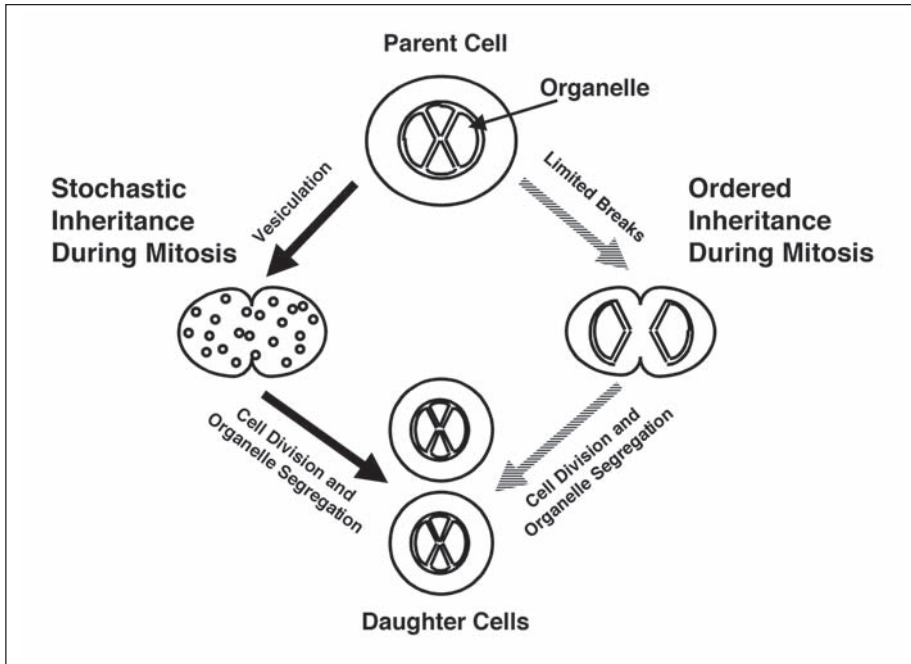 Parent Cell
Organelle
Vesiculation
Limited Breaks
Stochastic
Inheritance
During Mitosis
Ordered
Inheritance
During Mitosis
Cell Division and
Organelle Segregation
Cell Division and
Organelle Segregation
Daughter Cells